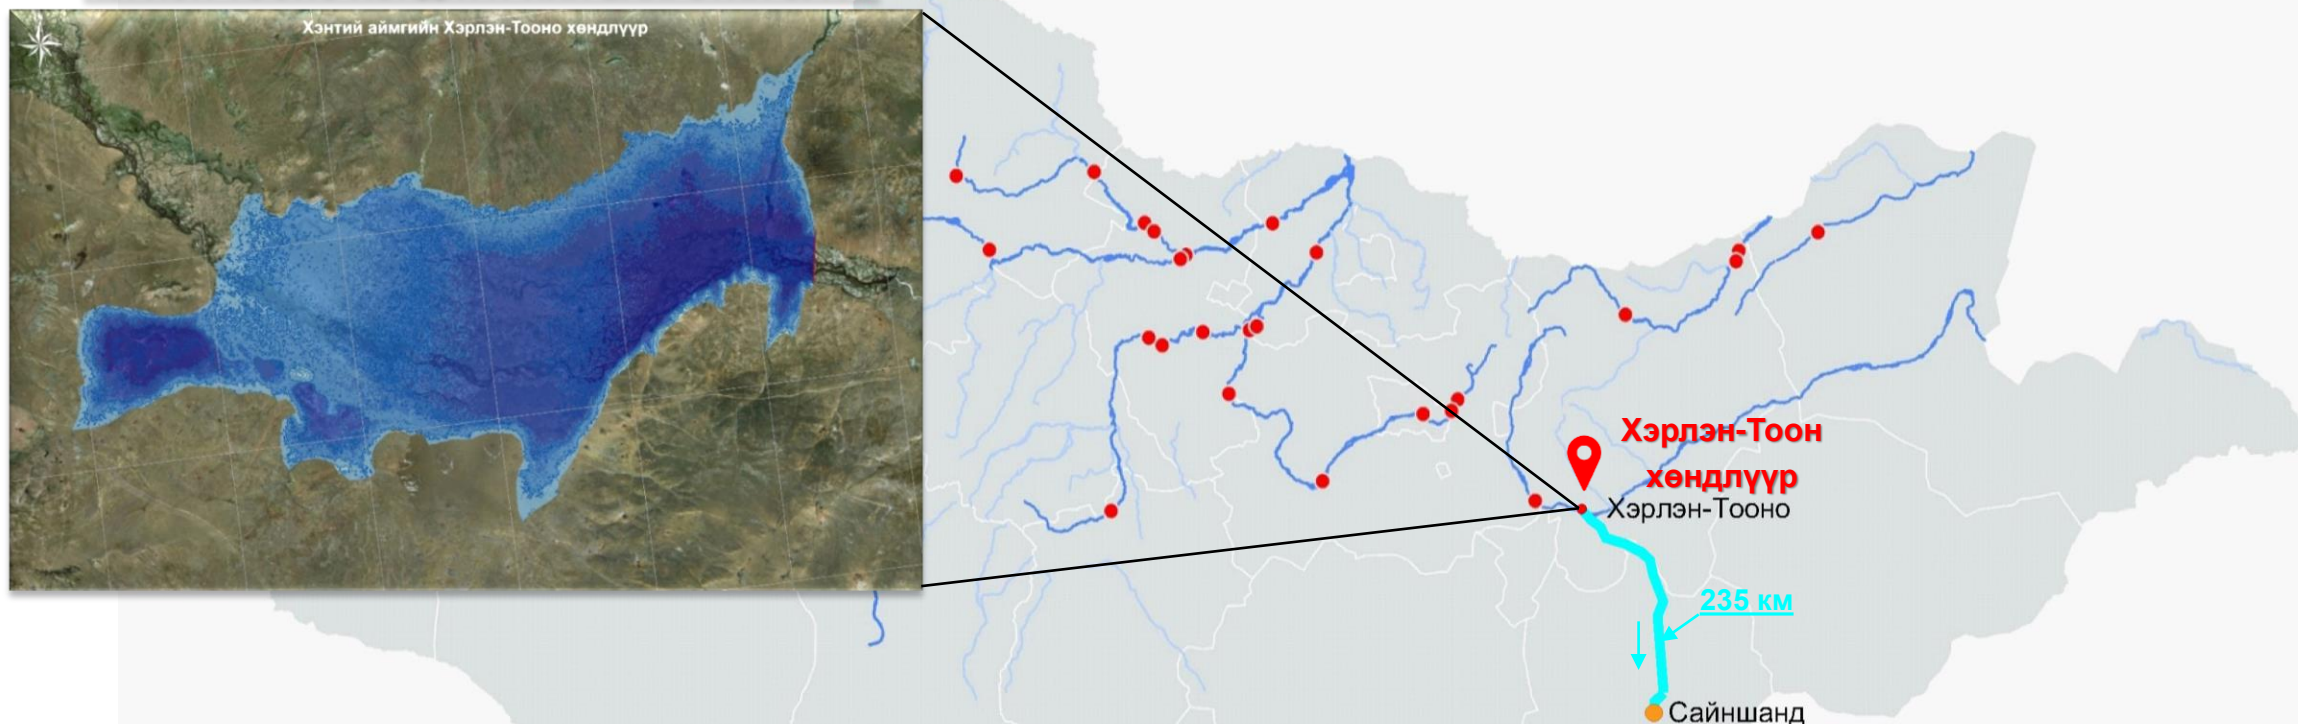 Хэнтий аймгийн Хэрлэн-Тооно хөндлүүр
Хэрлэн-Тоон
хөндлүүр
Хэрлэн-Тооно
235 км
Сайншанд